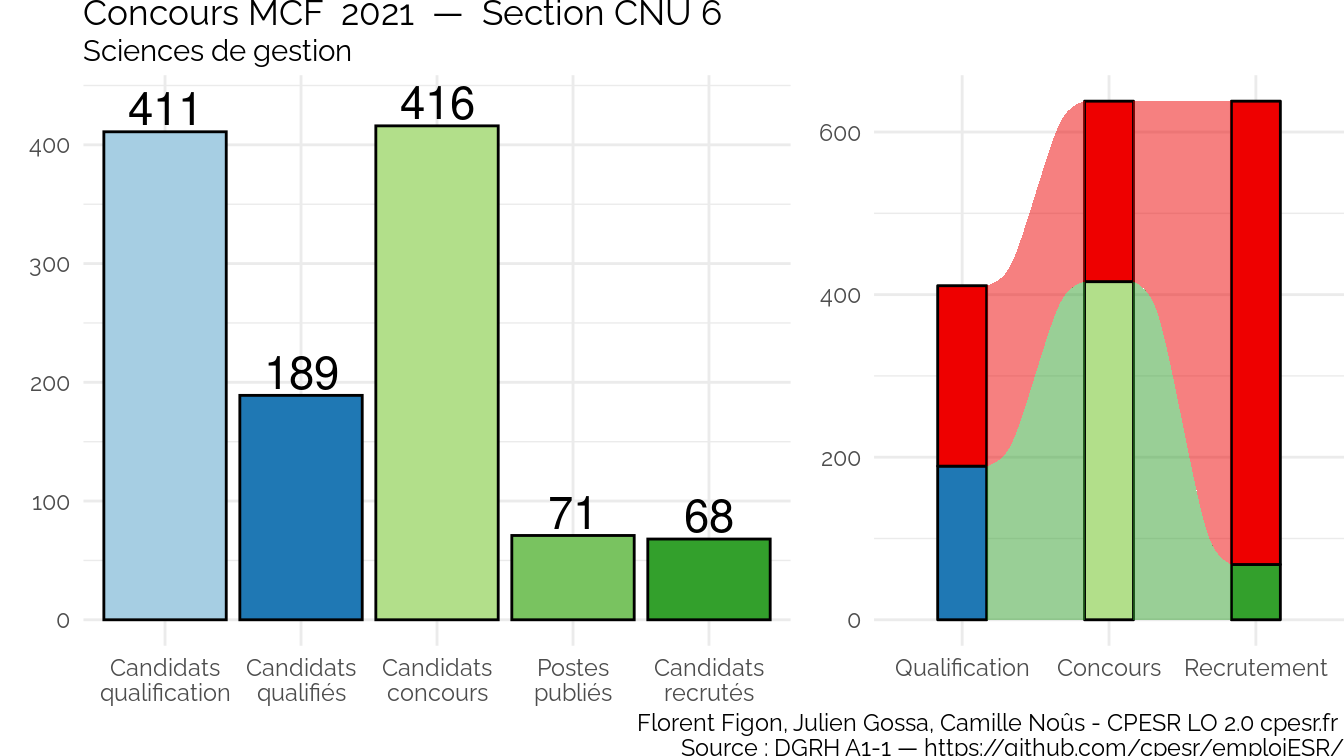 Concours MCF 2021 — Section CNU 6
Sciences de gestion
411
416
189
71
68
400
300
200
100
0
Candidats qualification
Candidats qualifiés
Candidats concours
Postes publiés
Candidats recrutés
600
400
200
0
Qualification
Concours
Recrutement
Florent Figon, Julien Gossa, Camille Noûs - CPESR LO 2.0 cpesr.fr
Source : DGRH A1-1 — https://github.com/cpesr/emploiESR/